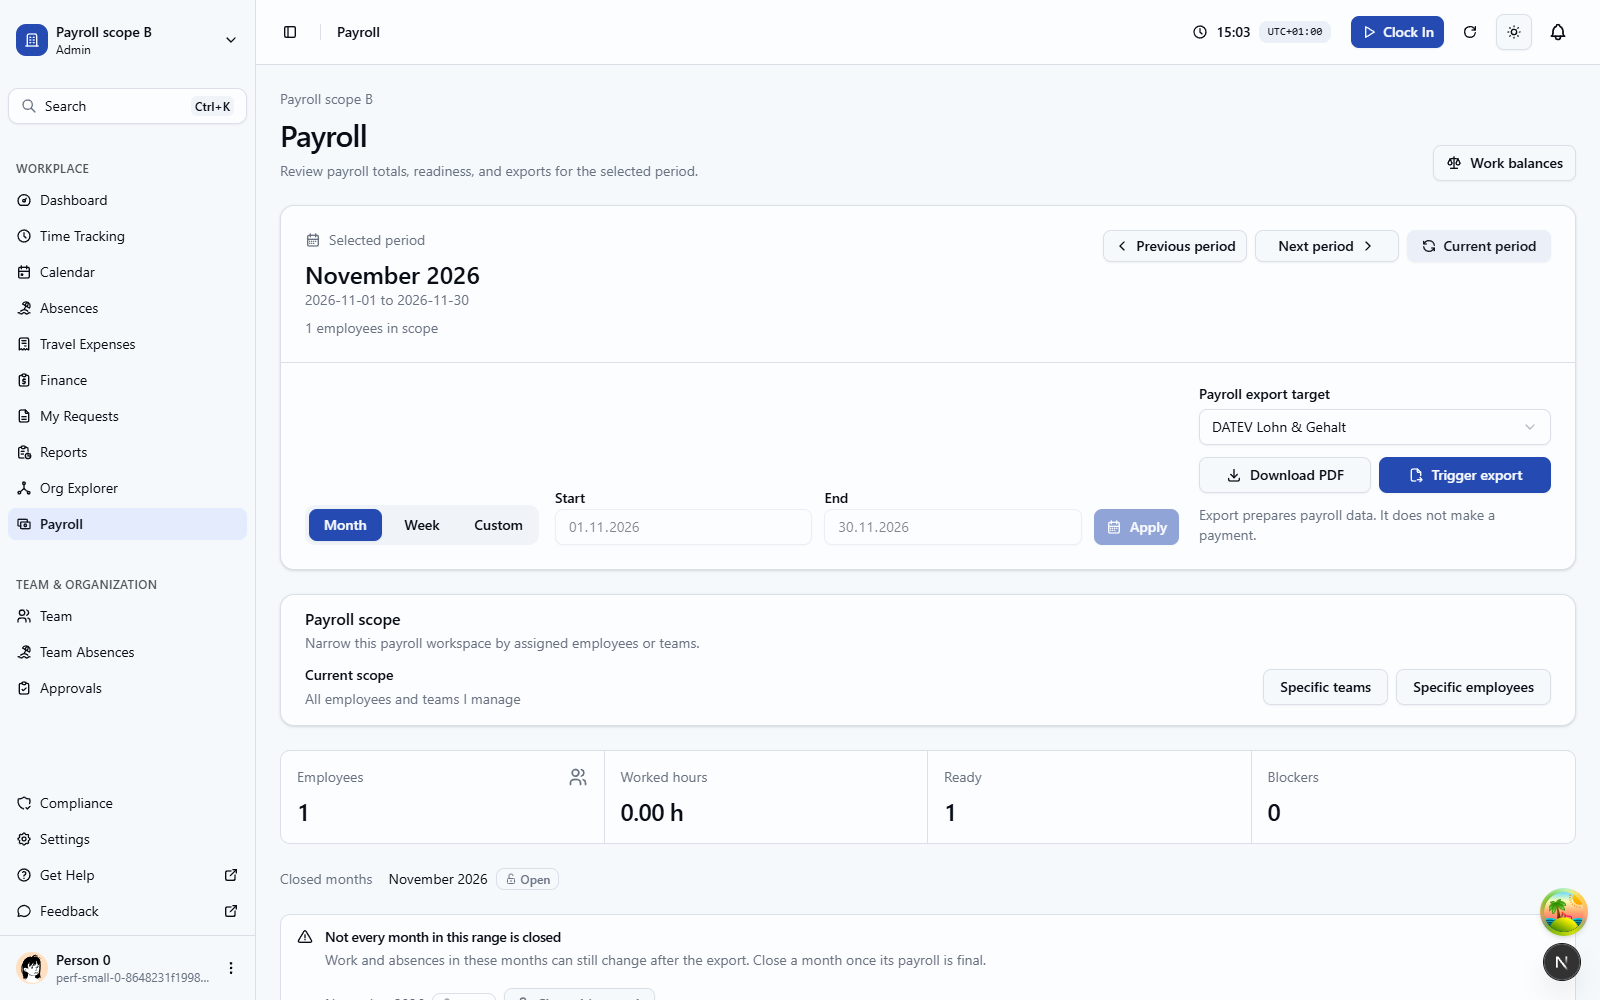 Payroll scope B
Admin
Search
Ctrl+K
WORKPLACE
Dashboard
Time Tracking
Calendar
Absences
Travel Expenses
Finance
My Requests
Reports
Org Explorer
Payroll
TEAM & ORGANIZATION
Team
Team Absences
Approvals
Compliance
Settings
Get Help
Feedback
Person 0
perf-small-0-8648231f1998...
Payroll
15:03
UTC+01:00
Clock In
Payroll scope B
Payroll
Review payroll totals, readiness, and exports for the selected period.
Work balances
Selected period
November 2026
2026-11-01 to 2026-11-30
1 employees in scope
Previous period
Next period
Current period
Payroll export target
DATEV Lohn & Gehalt
Download PDF
Trigger export
Export prepares payroll data. It does not make a
payment.
Month
Week
Custom
Start
01.11.2026
End
30.11.2026
Apply
Payroll scope
Narrow this payroll workspace by assigned employees or teams.
Current scope
All employees and teams I manage
Specific teams
Specific employees
Employees
1
Worked hours
0.00 h
Ready
1
Blockers
0
Closed months
November 2026
Open
Not every month in this range is closed
Work and absences in these months can still change after the export. Close a month once its payroll is final.
N